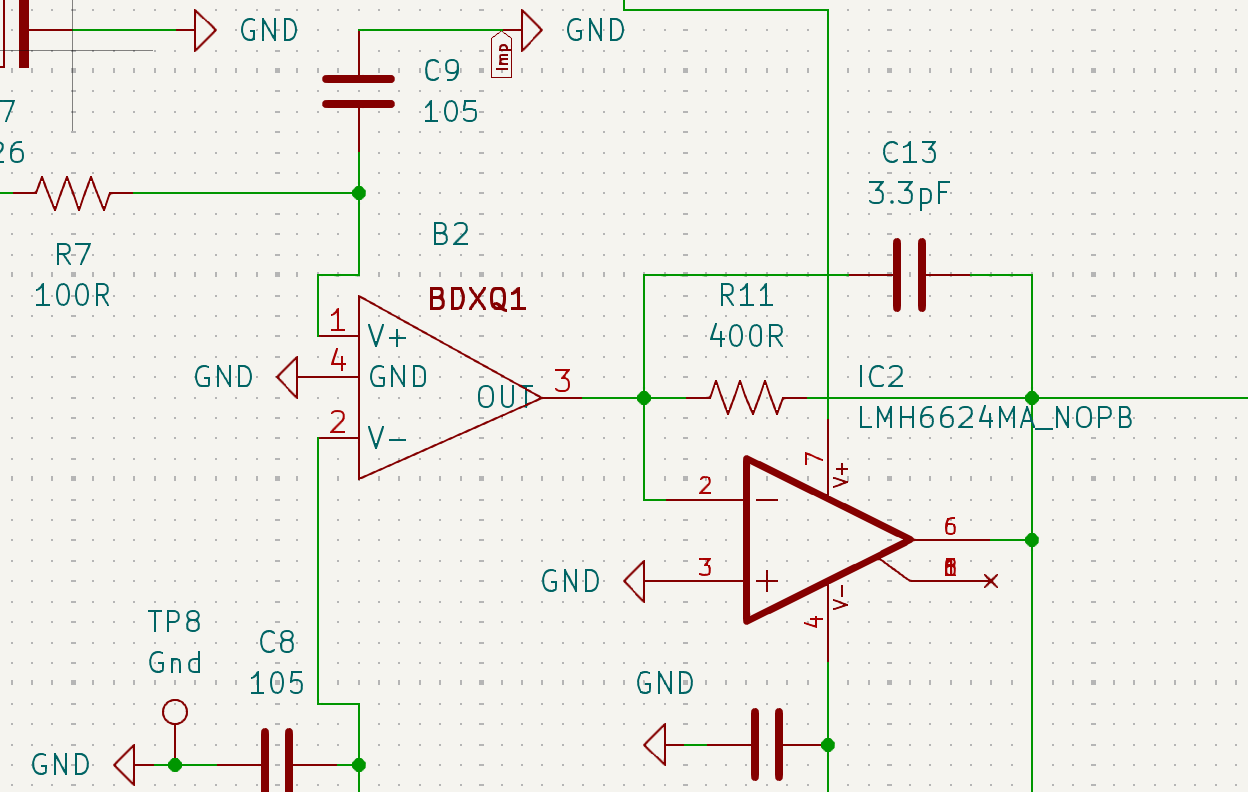 GND
GND
Imp
C9
105
7
26
C13
3.3pF
R7
100R
B2
BDXQ1
R11
400R
1
V+
4
GND
GND
OUT
3
2
V-
IC2
LMH6624MA_NOPB
7
V+
2
6
3
GND
V-
4
TP8
Gnd
C8
105
GND
GND